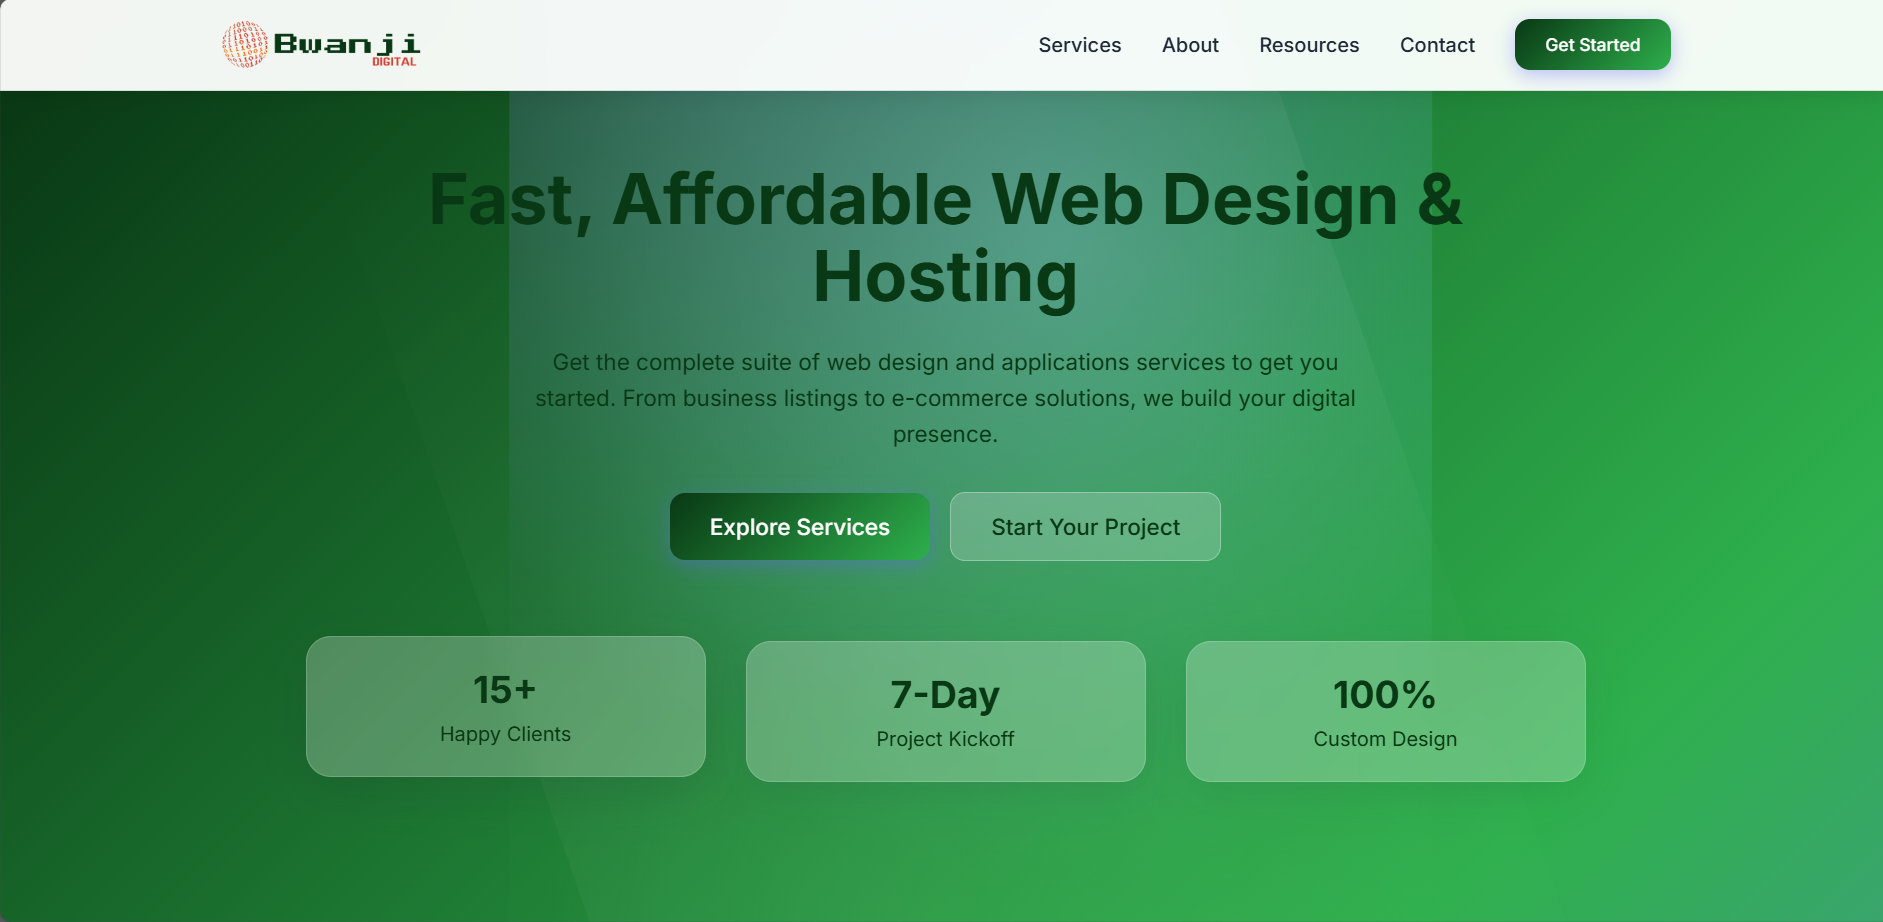 Bwanji
DIGITAL
Services
About
Resources
Contact
Get Started
Fast, Affordable Web Design &
Hosting
Get the complete suite of web design and applications services to get you
started. From business listings to e-commerce solutions, we build your digital
presence.
Explore Services
Start Your Project
15+
Happy Clients
7-Day
Project Kickoff
100%
Custom Design